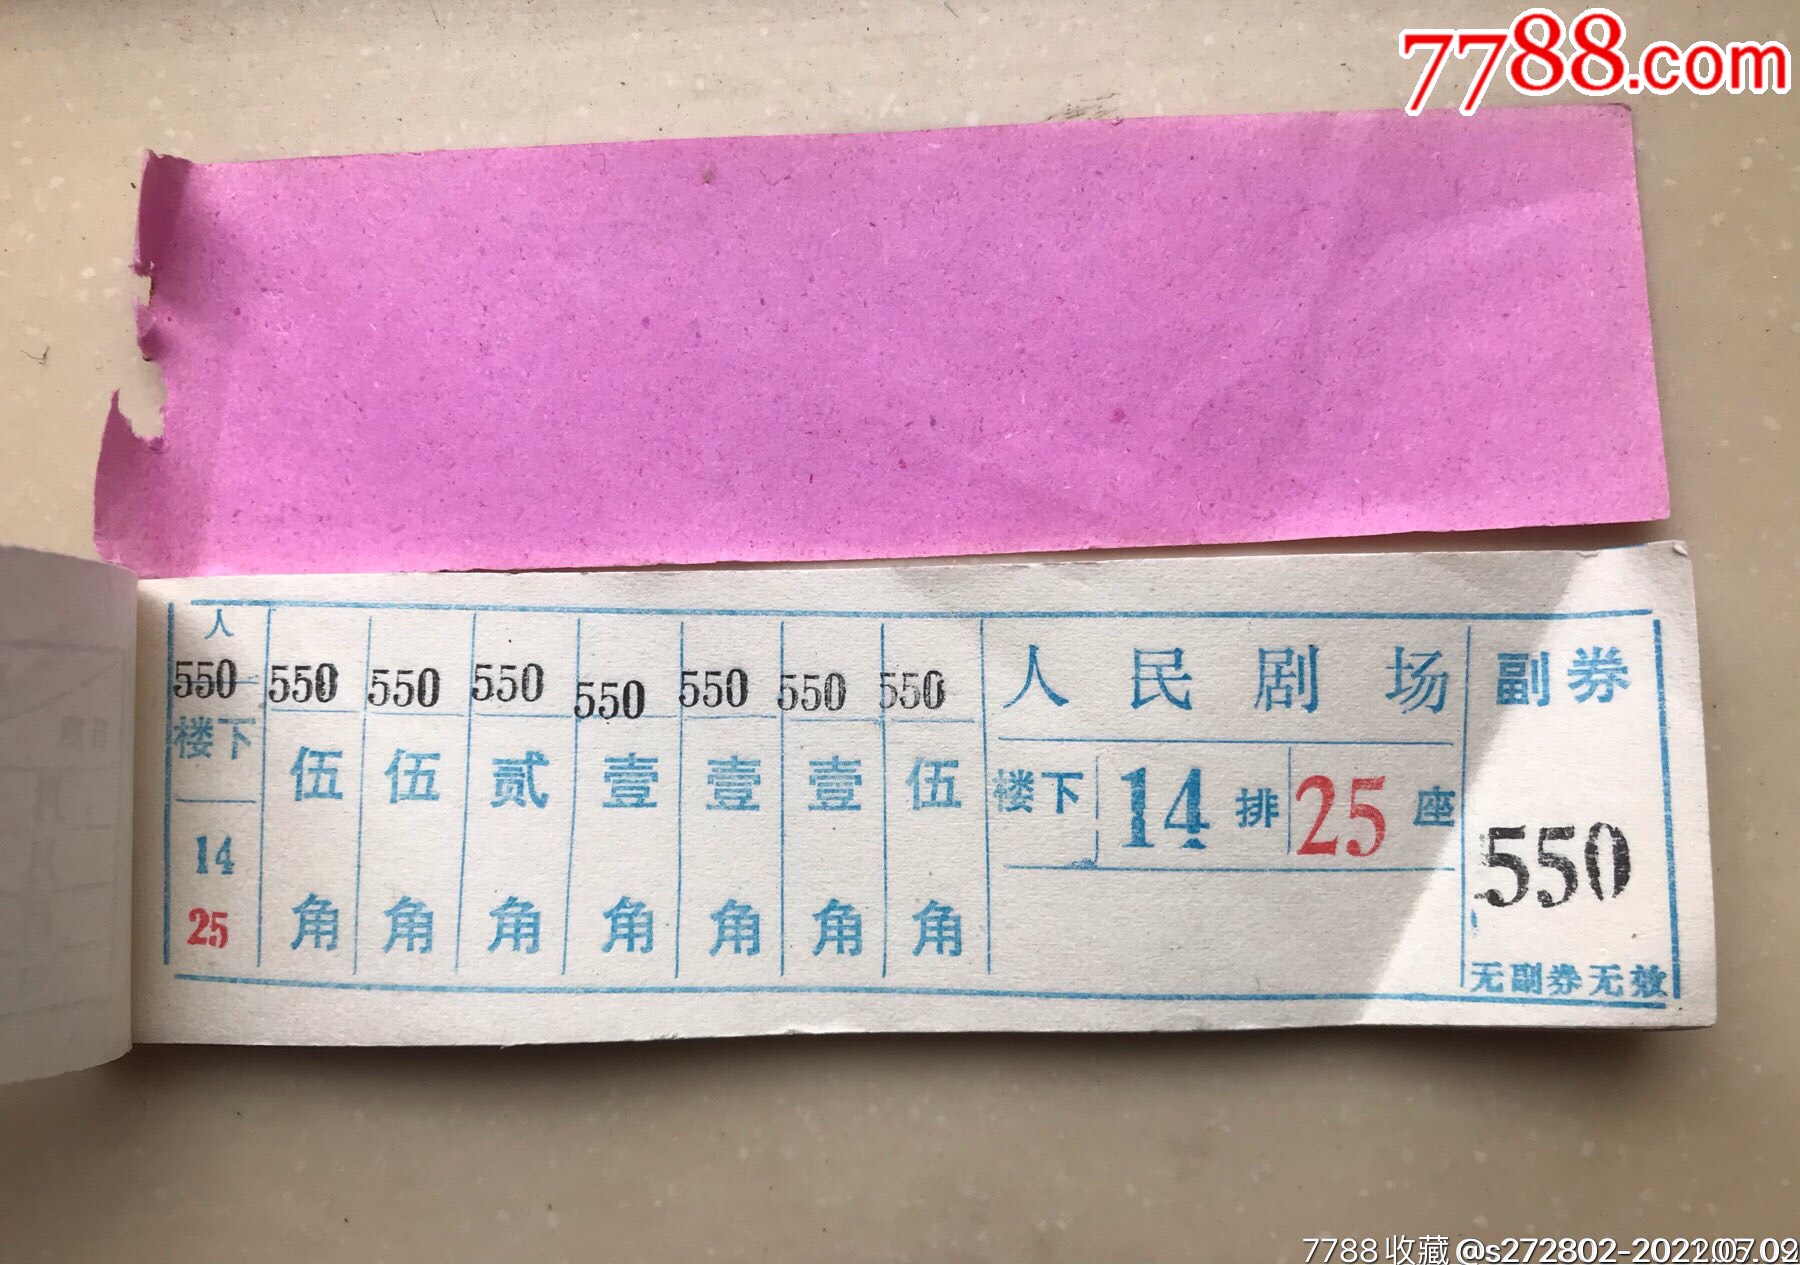 7788.com
人
550 550 550 550 550 550 550 550
楼下
14
25
伍角 伍角 贰角 壹角 壹角 壹角 伍角
人民剧场
楼下 14 排 25 座
副券
550
无副券无效
7788收藏@s272802-2022.07.02